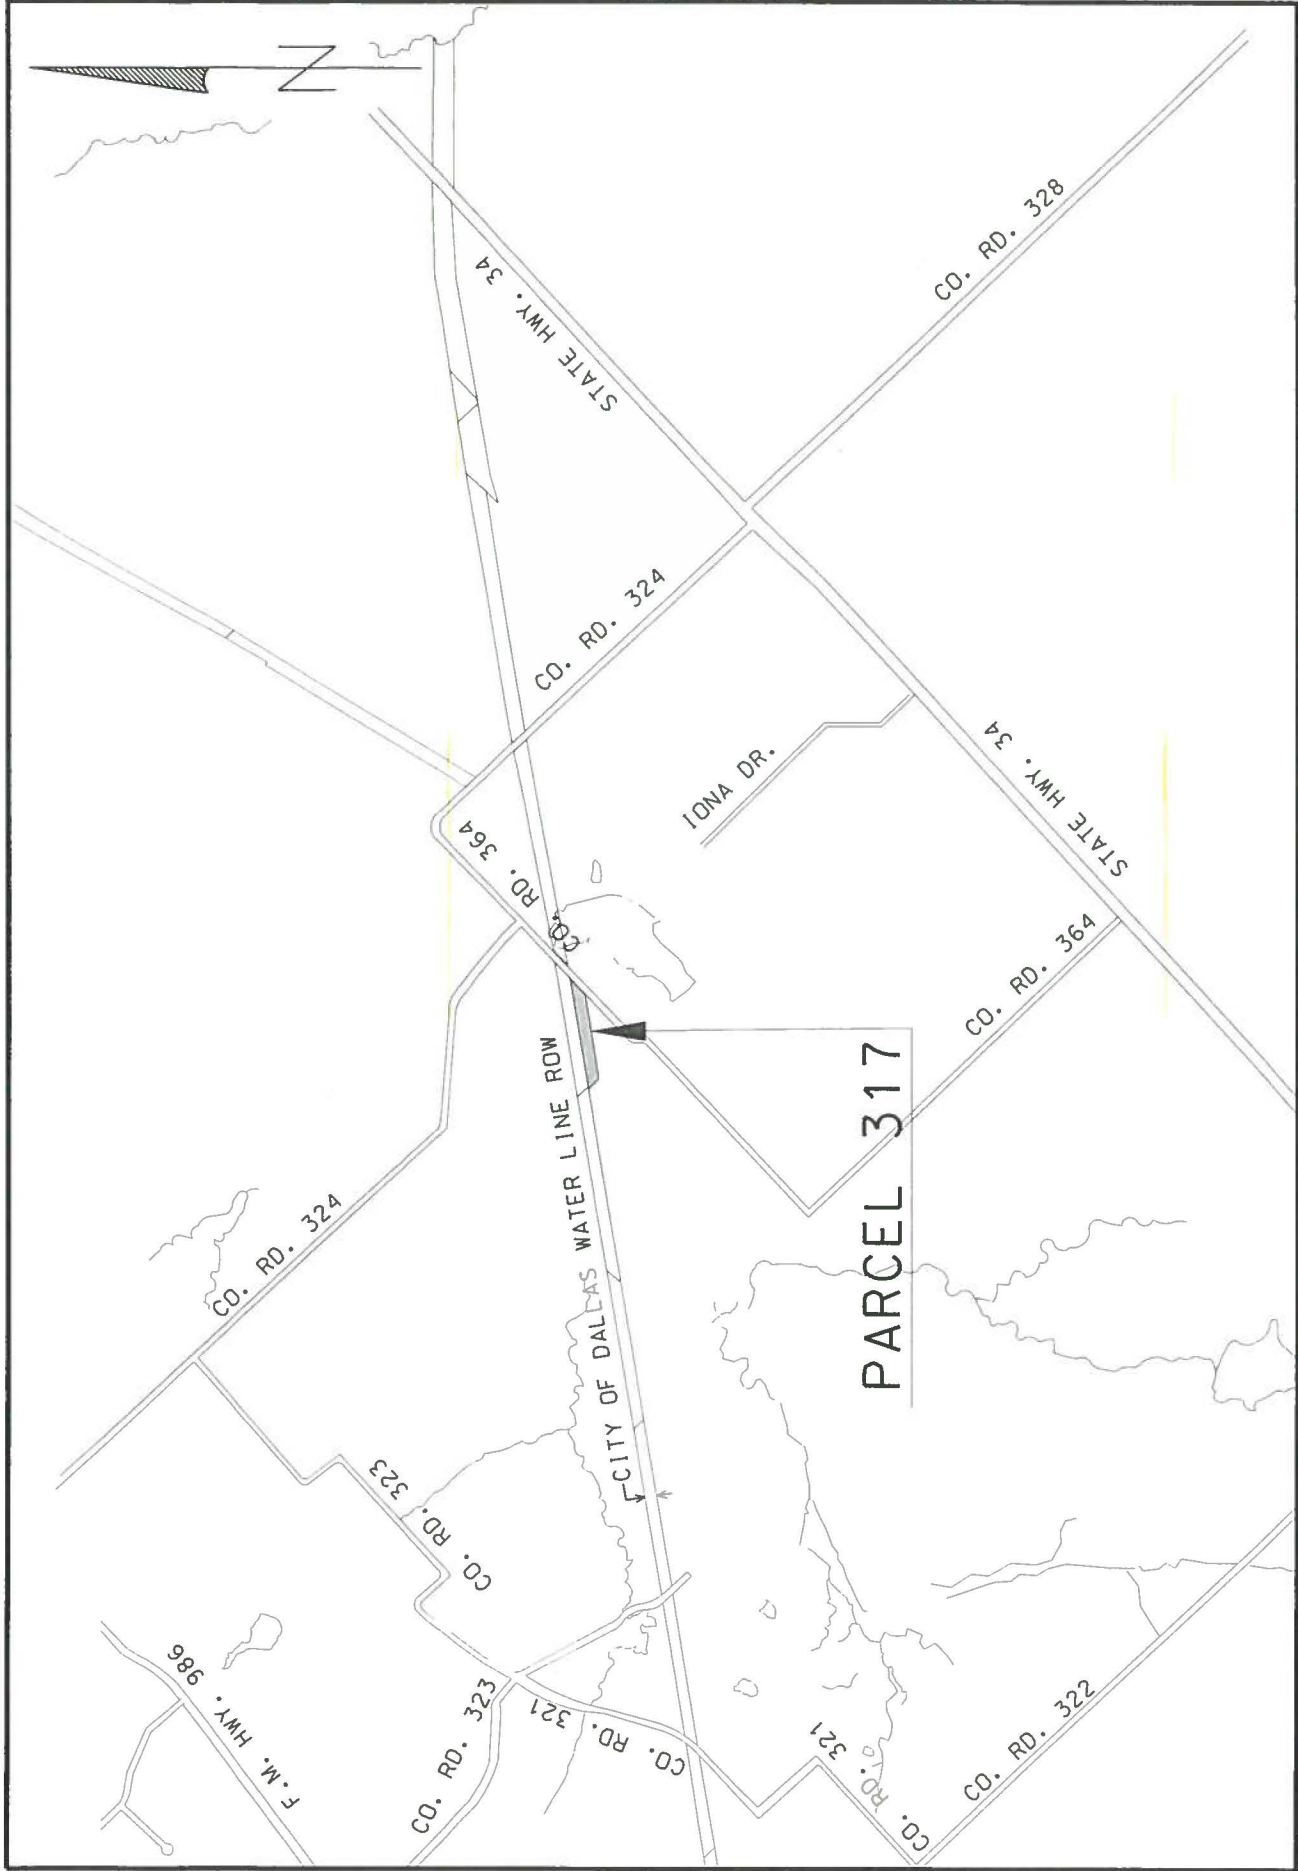 N
STATE HWY. 34
CO. RD. 328
CO. RD. 324
CO. RD. 364
IONA DR.
STATE HWY. 34
CO. RD. 364
CITY OF DALLAS WATER LINE ROW
PARCEL 317
CO. RD. 324
CO. RD. 323
F.M. HWY. 986
CO. RD. 323
CO. RD. 321
CO. RD. 321
CO. RD. 322